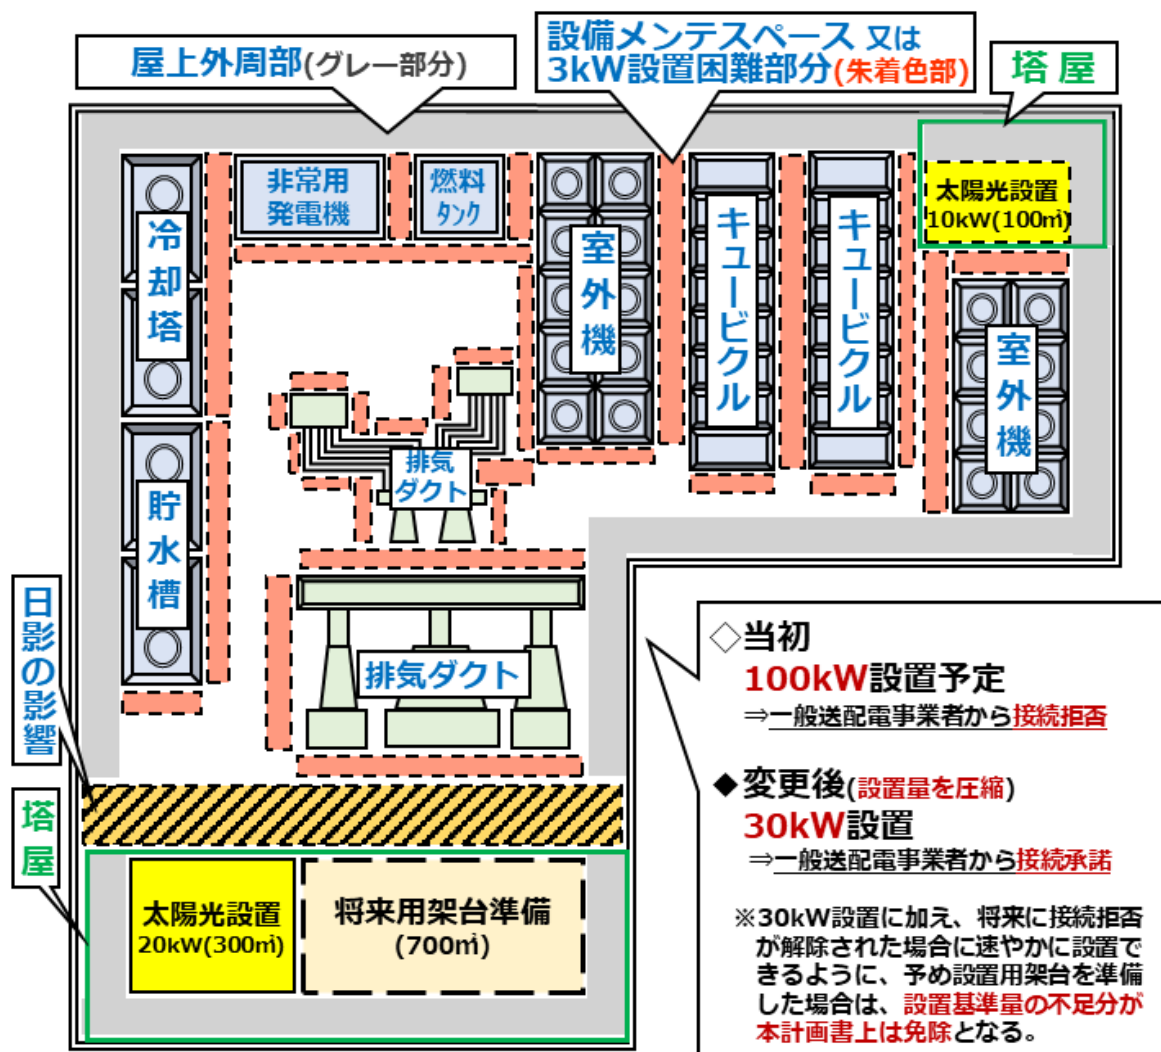 屋上外周部(グレー部分)
設備メンテスペース 又は
3kW設置困難部分(朱着色部)
塔屋
非常用
発電機
燃料
タンク
太陽光設置
10kW(100㎡)
冷却塔
室外機
キュービクル
キュービクル
室外機
排気
ダクト
貯水槽
排気ダクト
日影の影響
塔屋
太陽光設置
20kW(300㎡)
将来用架台準備
(700㎡)
◇当初
100kW設置予定
⇒一般送配電事業者から接続拒否
◆変更後(設置量を圧縮)
30kW設置
⇒一般送配電事業者から接続承諾
※30kW設置に加え、将来に接続拒否
が解除された場合に速やかに設置で
きるように、予め設置用架台を準備
した場合は、設置基準量の不足分が
本計画書上は免除となる。